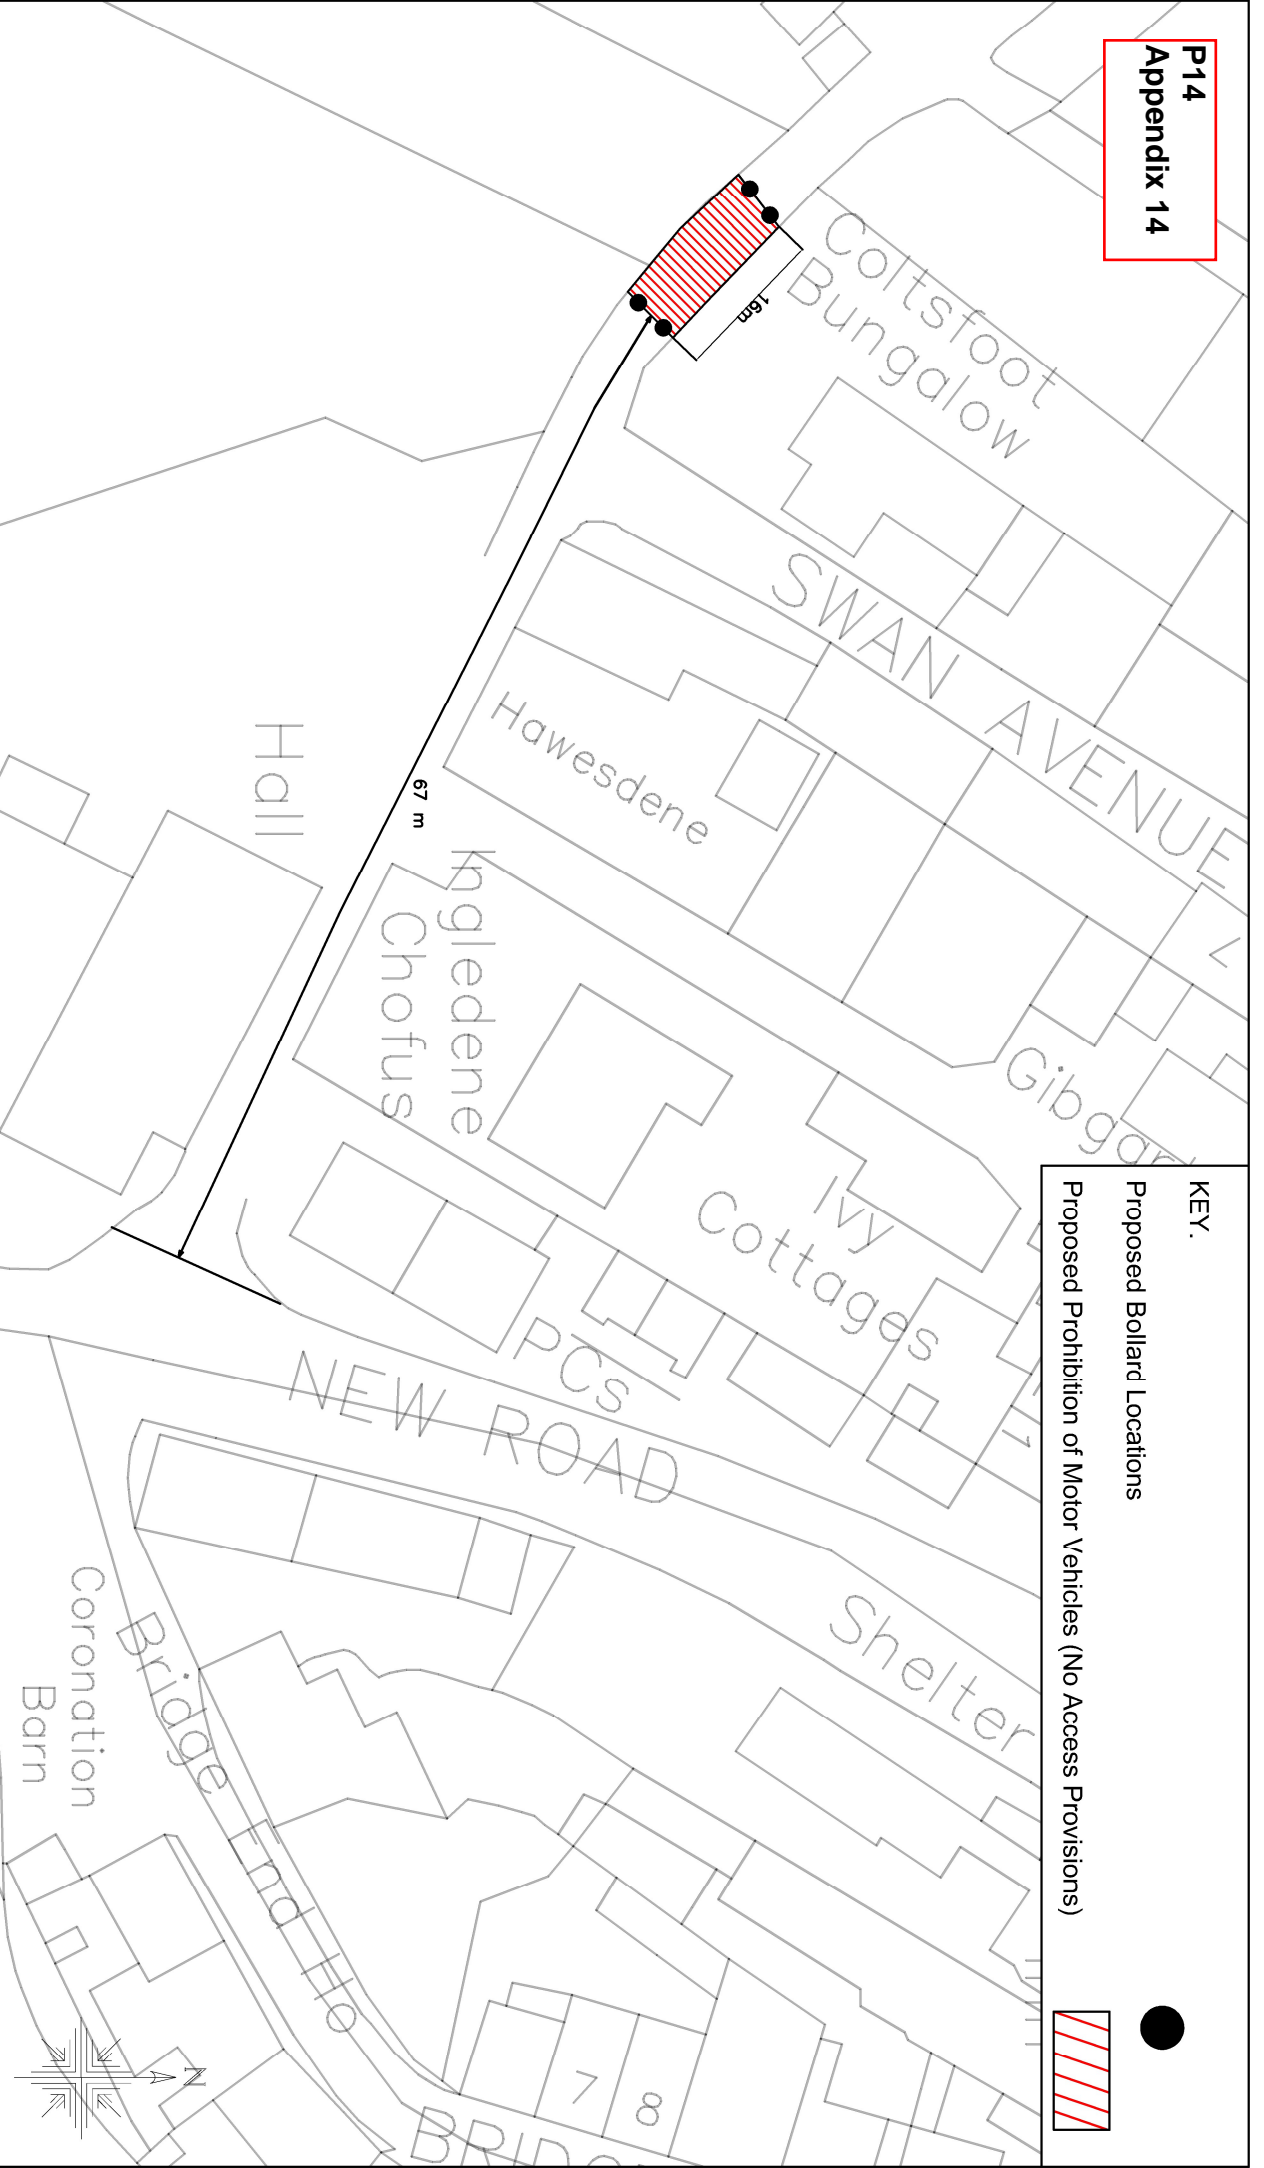 P14
Appendix 14
KEY.
Proposed Bollard Locations
Proposed Prohibition of Motor Vehicles (No Access Provisions)
Coltsfoot
Bungalow
16m
SWAN AVENUE
Hawesdene
67 m
Hall
Ingledene
Chofus
Ivy
Cottages
PCs
NEW ROAD
Shelter
Coronation
Barn
Bridge End Ho
7
8
N